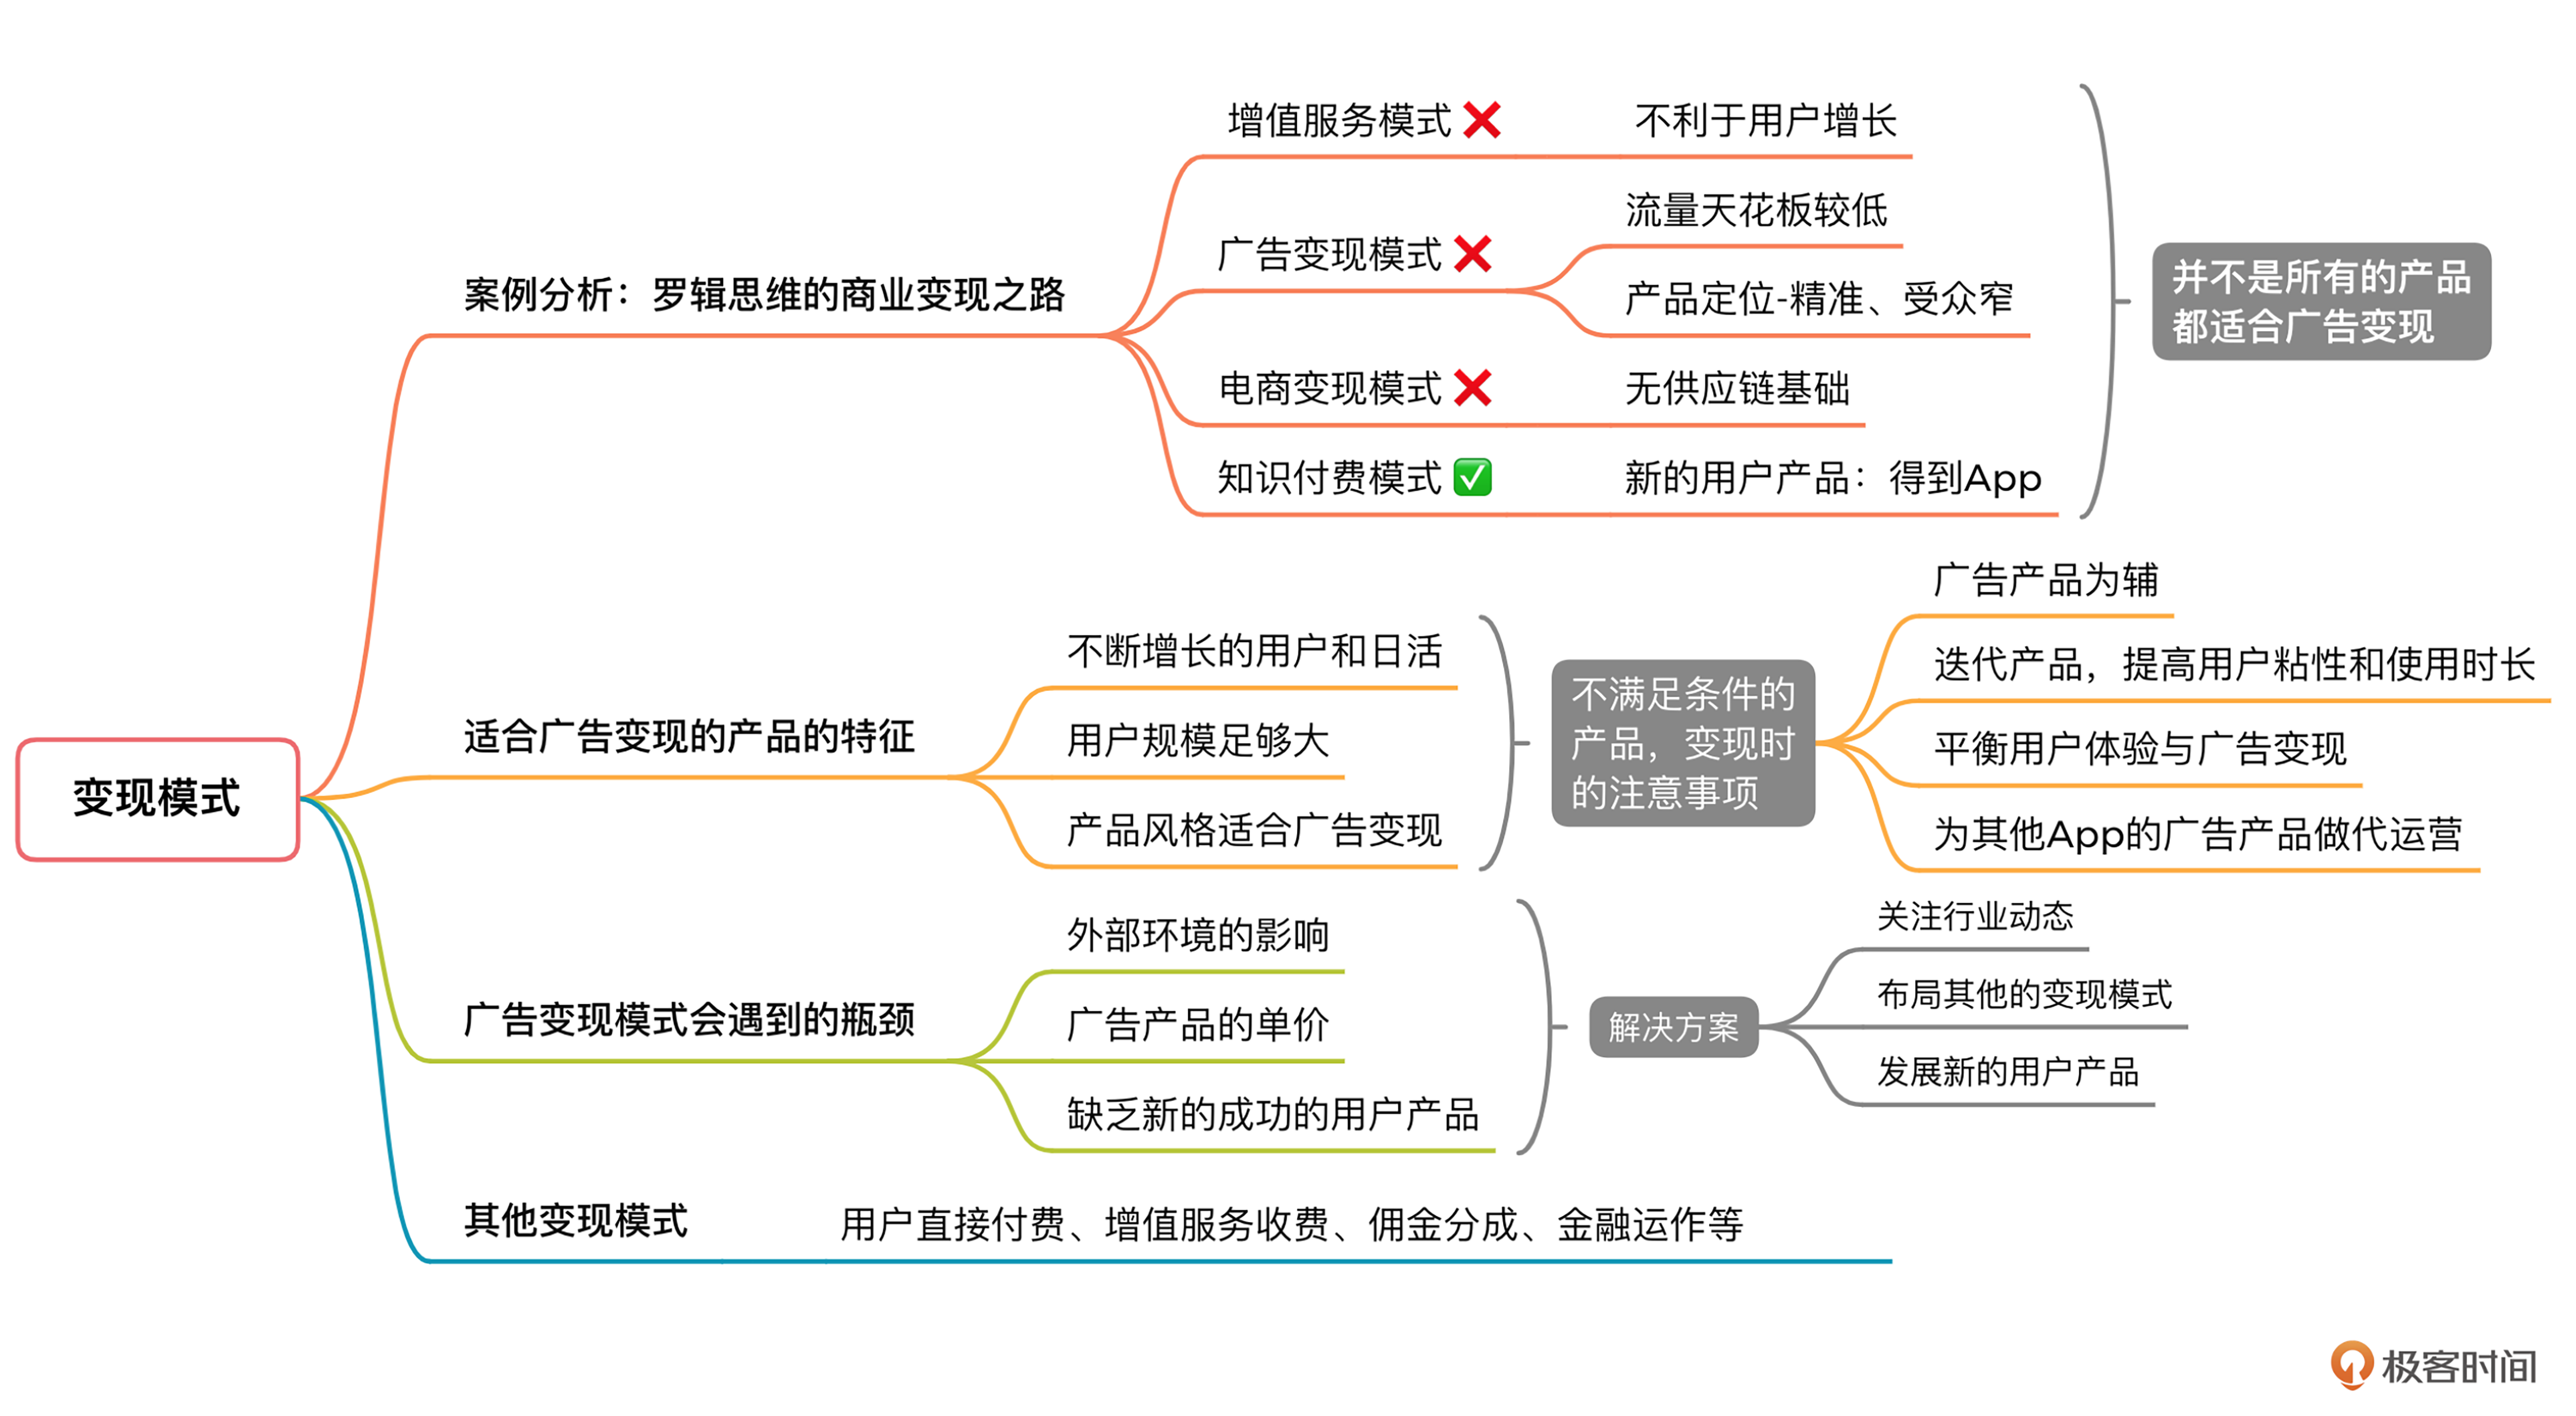 变现模式
案例分析：罗辑思维的商业变现之路
增值服务模式 ❌
不利于用户增长
广告变现模式 ❌
流量天花板较低
产品定位-精准、受众窄
电商变现模式 ❌
无供应链基础
知识付费模式 ✅
新的用户产品：得到App
并不是所有的产品
都适合广告变现
适合广告变现的产品的特征
不断增长的用户和日活
用户规模足够大
产品风格适合广告变现
不满足条件的
产品，变现时
的注意事项
广告产品为辅
迭代产品，提高用户粘性和使用时长
平衡用户体验与广告变现
为其他App的广告产品做代运营
广告变现模式会遇到的瓶颈
外部环境的影响
广告产品的单价
缺乏新的成功的用户产品
解决方案
关注行业动态
布局其他的变现模式
发展新的用户产品
其他变现模式
用户直接付费、增值服务收费、佣金分成、金融运作等
极客时间